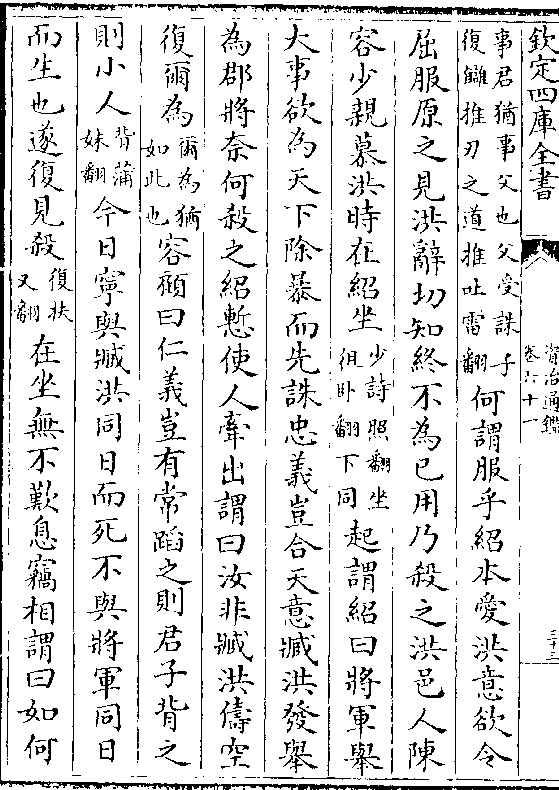 欽定四庫全書
資治通鑑
卷六十一
三十三
事君猶事父也父受誅子
復讎推刃之道推吐雷翻
何謂服乎紹本愛洪意欲令
屈服原之見洪辭切知終不為已用乃殺之洪邑人陳
容少親慕洪時在紹坐
少詩照翻坐
徂卧翻下同
起謂紹曰將軍舉
大事欲為天下除暴而先誅忠義豈合天意臧洪發舉
為郡將奈何殺之紹慙使人牽出謂曰汝非臧洪儔空
復爾為
爾為猶
如此也
容顧曰仁義豈有常蹈之則君子背之
則小人
背蒲
妹翻
今日寧與臧洪同日而死不與將軍同日
而生也遂復見殺
復扶
又翻
在坐無不歎息竊相謂曰如何